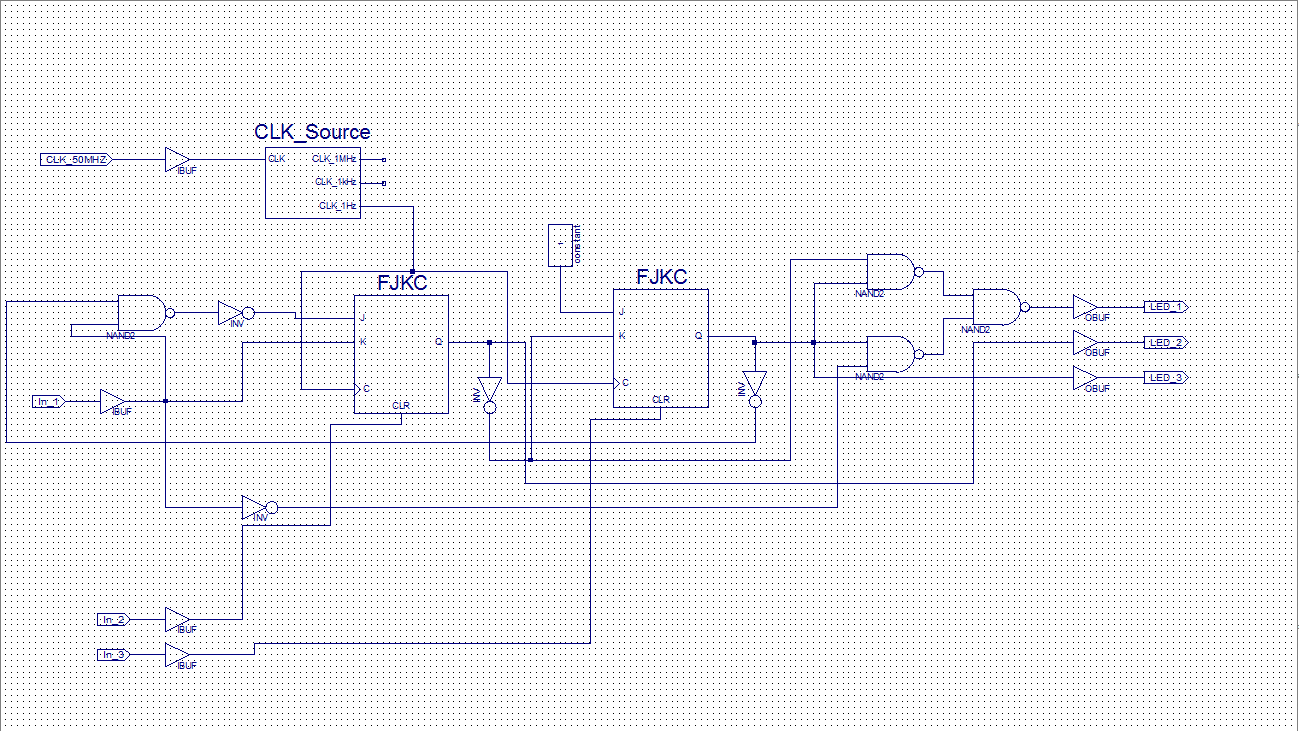 CLK_Source
CLK_50MHZ
IBUF
CLK
CLK_1MHz
CLK_1kHz
CLK_1Hz
constant
FJKC
FJKC
NAND2
INV
J
K
Q
C
CLR
INV
J
K
Q
C
CLR
INV
NAND2
NAND2
NAND2
OBUF
LED_1
OBUF
LED_2
OBUF
LED_3
In_1
IBUF
INV
In_2
IBUF
In_3
IBUF